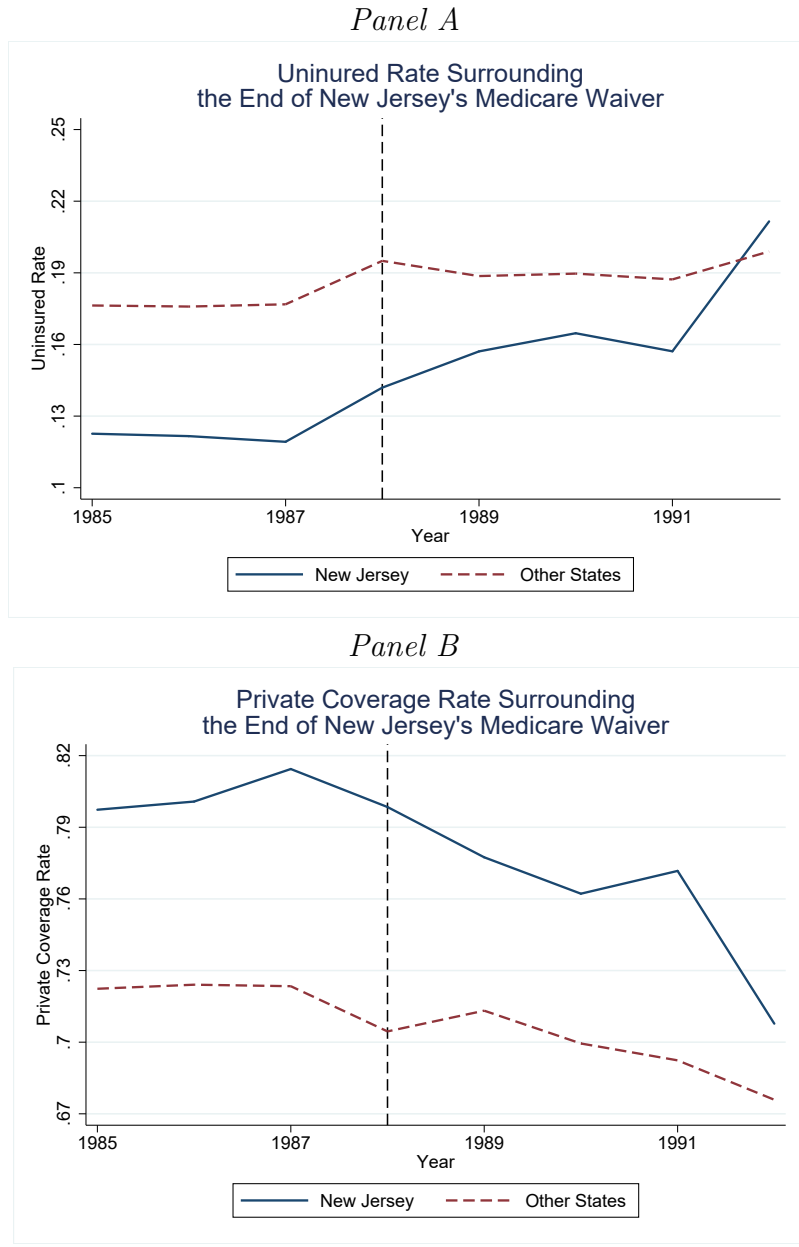 Panel A
Uninured Rate Surrounding
the End of New Jersey's Medicare Waiver
Uninsured Rate
.25
.22
.19
.16
.13
.1
1985 1987 1989 1991
Year
New Jersey Other States
Panel B
Private Coverage Rate Surrounding
the End of New Jersey's Medicare Waiver
Private Coverage Rate
.82
.79
.76
.73
.7
.67
1985 1987 1989 1991
Year
New Jersey Other States